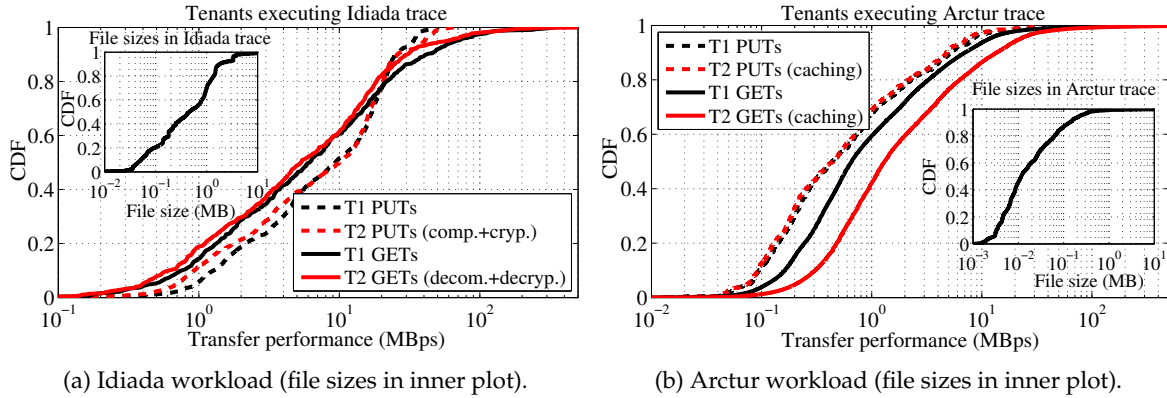 Tenants executing Idiada trace
File sizes in Idiada trace
1
0.8
0.6
0.4
0.2
0
CDF
10^-2 10^-1 10^0 10^1
File size (MB)
1
0.8
0.6
0.4
0.2
0
CDF
T1 PUTs
T2 PUTs (comp.+cryp.)
T1 GETs
T2 GETs (decom.+decryp.)
10^-1 10^0 10^1 10^2
Transfer performance (MBps)
(a) Idiada workload (file sizes in inner plot).
Tenants executing Arctur trace
1
0.8
0.6
0.4
0.2
0
CDF
T1 PUTs
T2 PUTs (caching)
T1 GETs
T2 GETs (caching)
File sizes in Arctur trace
1
0.8
0.6
0.4
0.2
0
CDF
10^-3 10^-2 10^-1 10^0 10^1
File size (MB)
10^-2 10^-1 10^0 10^1 10^2
Transfer performance (MBps)
(b) Arctur workload (file sizes in inner plot).